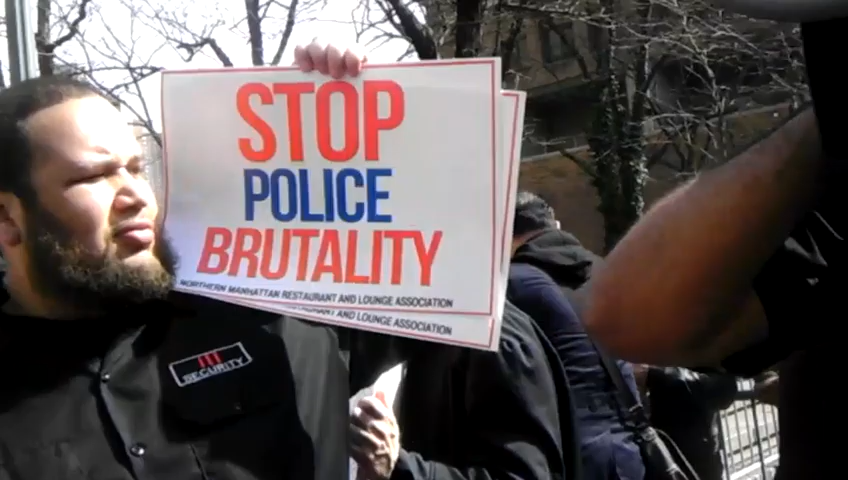 STOP
POLICE
BRUTALITY
NORTHERN MANHATTAN RESTAURANT AND LOUNGE ASSOCIATION
AND LOUNGE ASSOCIATION
SECURITY